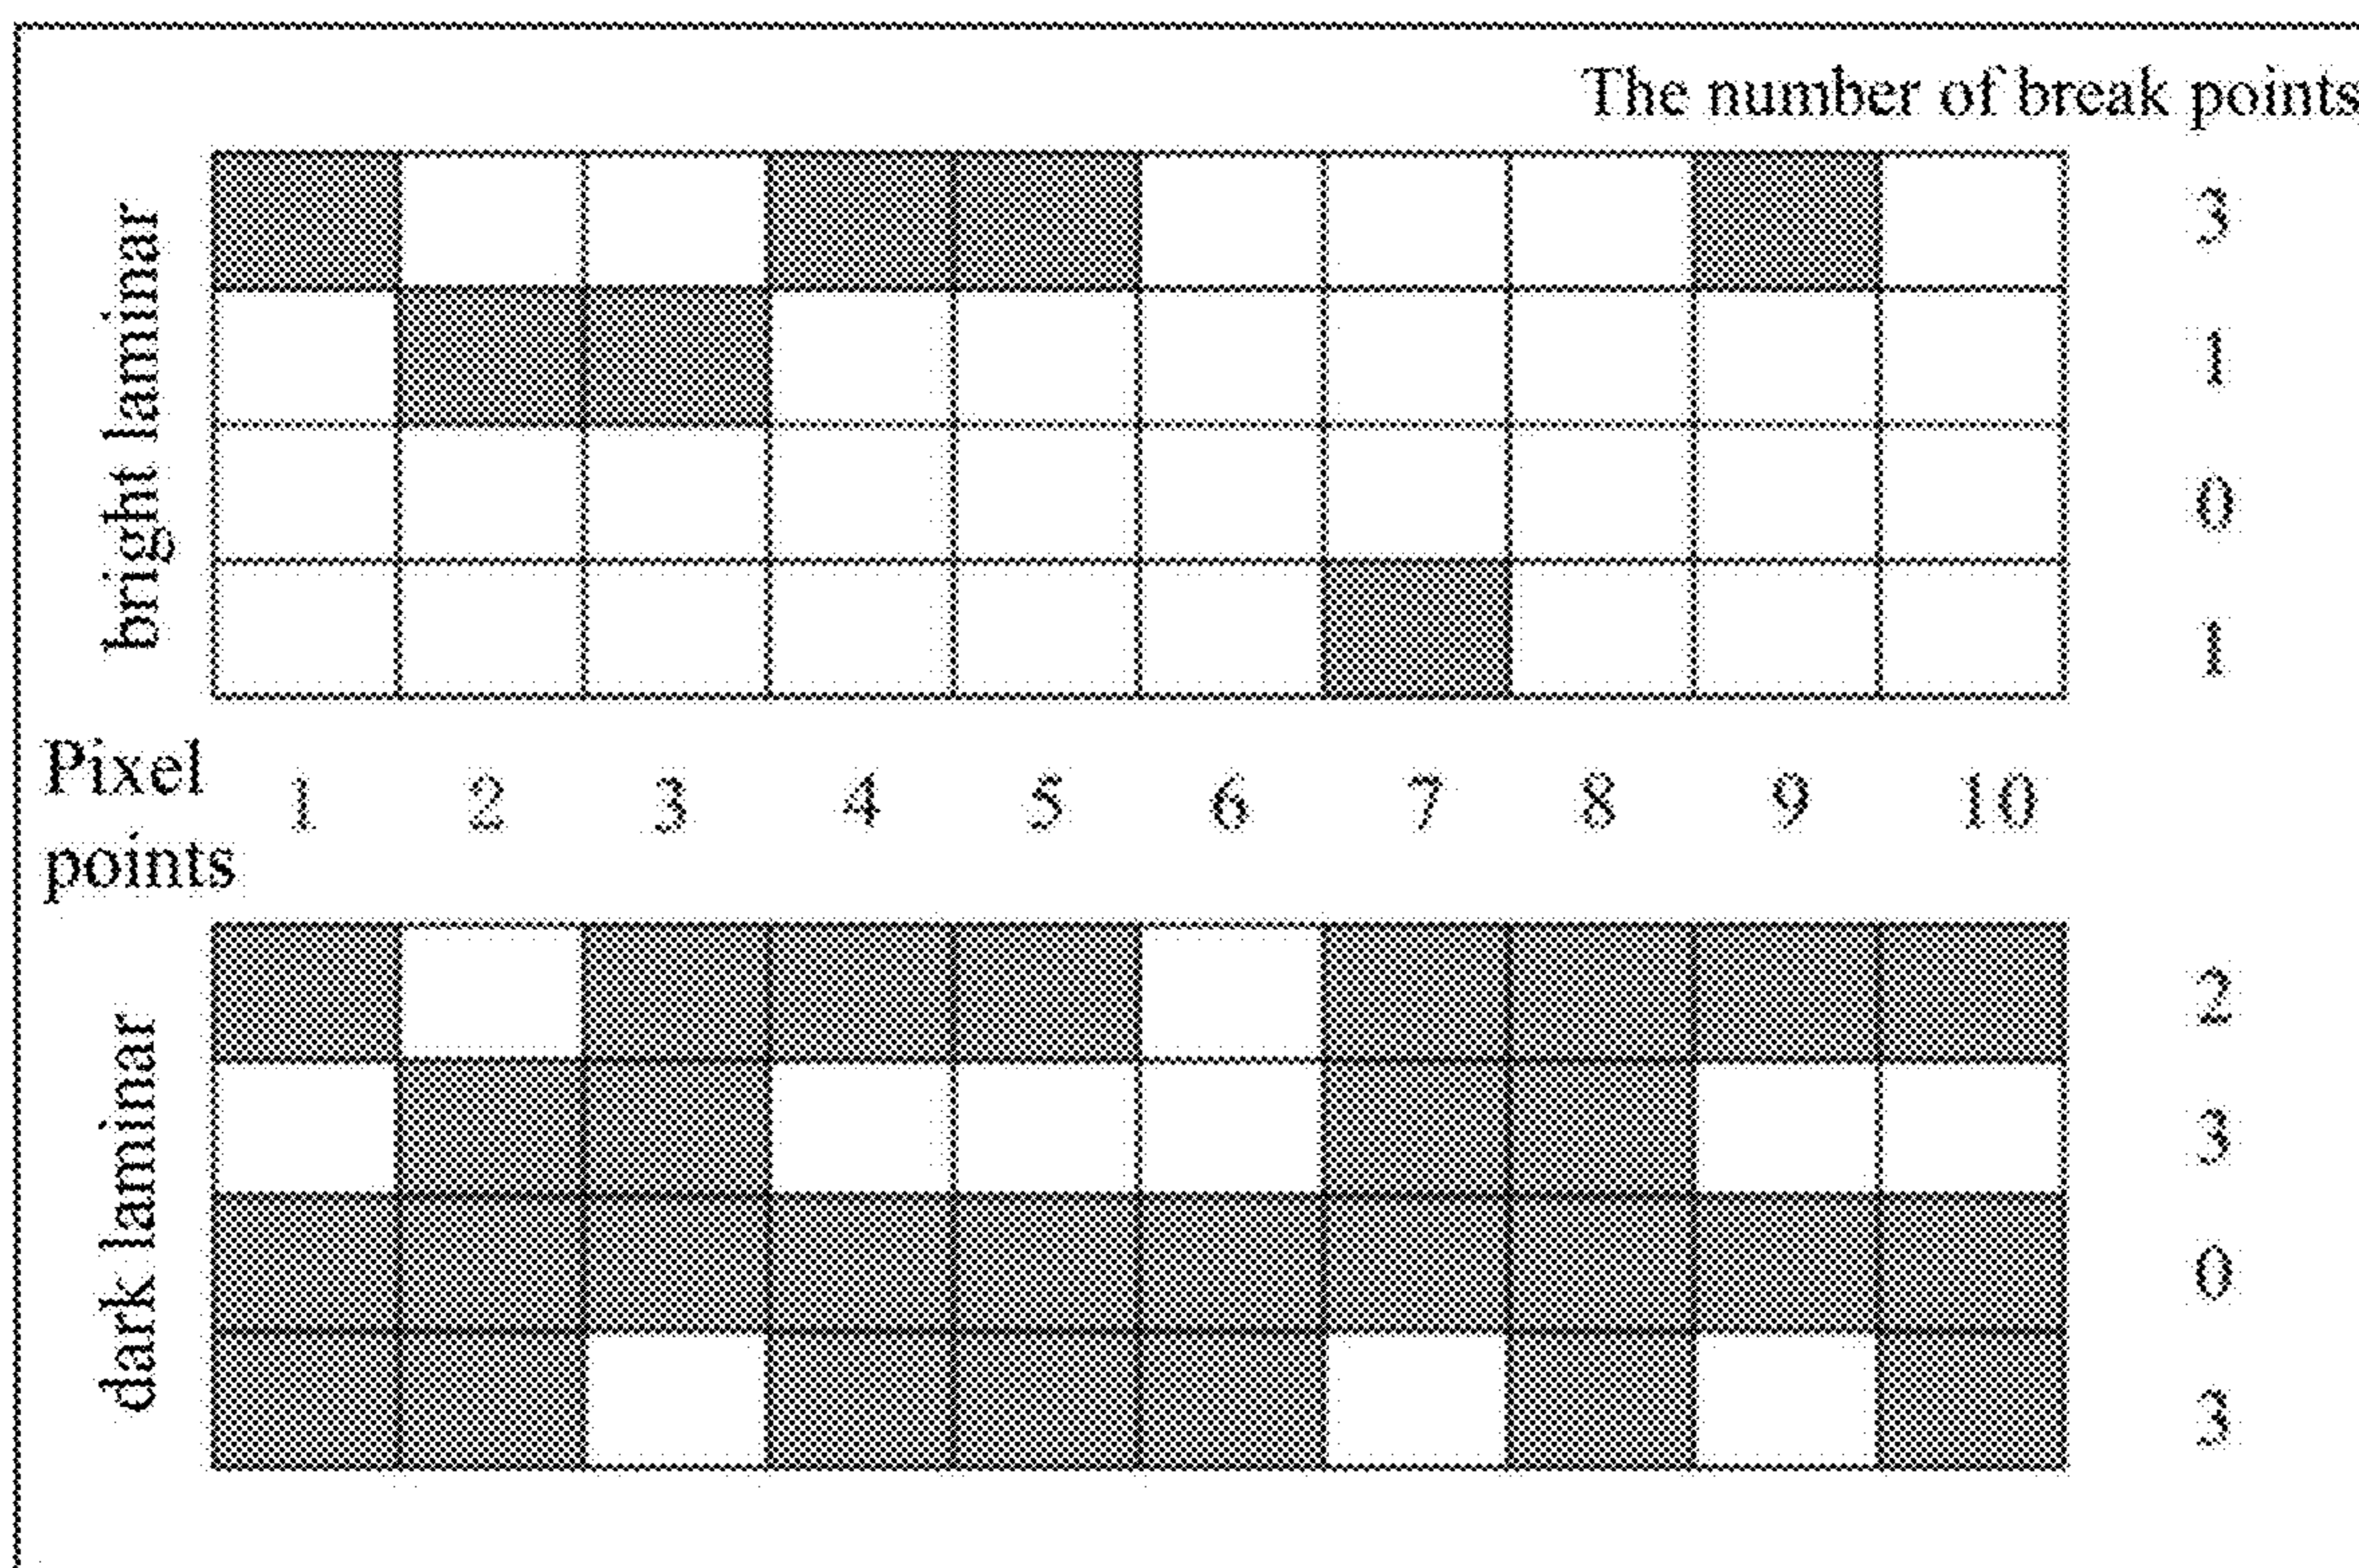 The number of break points
bright laminar
3
1
0
1
Pixel
points
1 2 3 4 5 6 7 8 9 10
dark laminar
2
3
0
3